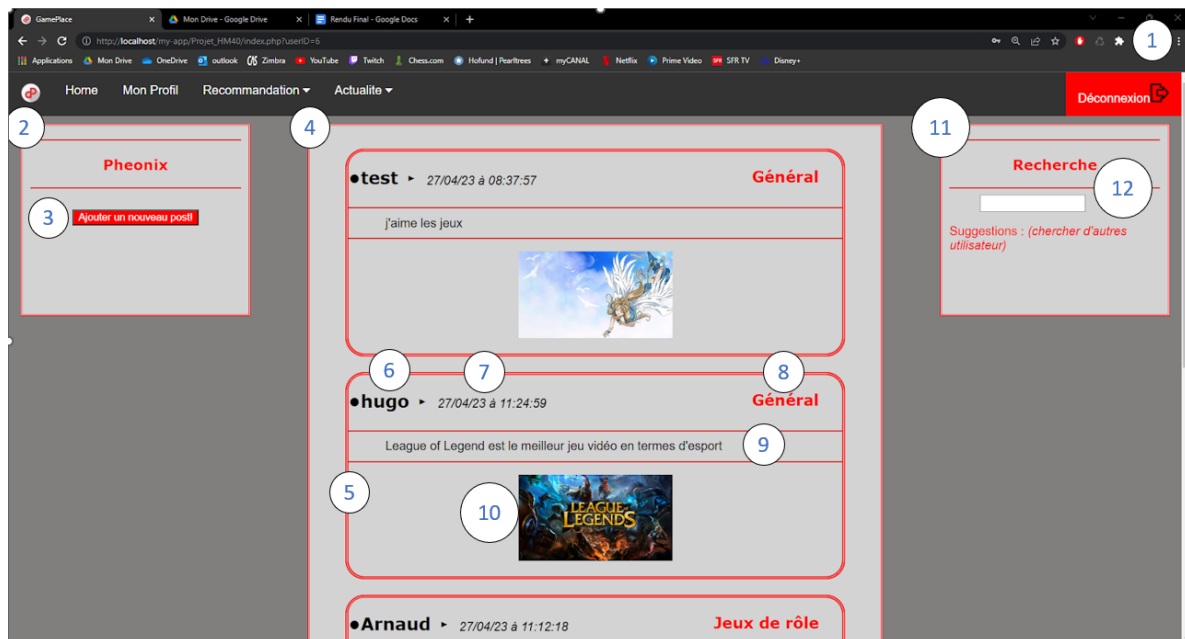 GamePlace
Mon Drive - Google Drive
Rendu Final - Google Docs
http://localhost/my-app/Projet_HM40/index.php?userID=6
1
Applications Mon Drive OneDrive outlook Zimbra YouTube Twitch Chess.com Hofund | Pearltrees myCANAL Netflix Prime Video SFR TV Disney+
Home Mon Profil Recommandation Actualite Déconnexion
2
Pheonix
3
Ajouter un nouveau post!
4
test 27/04/23 à 08:37:57 Général
j'aime les jeux
6
7
8
hugo 27/04/23 à 11:24:59 Général
League of Legend est le meilleur jeu vidéo en termes d'esport
9
5
10
LEAGUE OF
LEGENDS
Arnaud 27/04/23 à 11:12:18 Jeux de rôle
11
Recherche
12
Suggestions : (chercher d'autres
utilisateur)